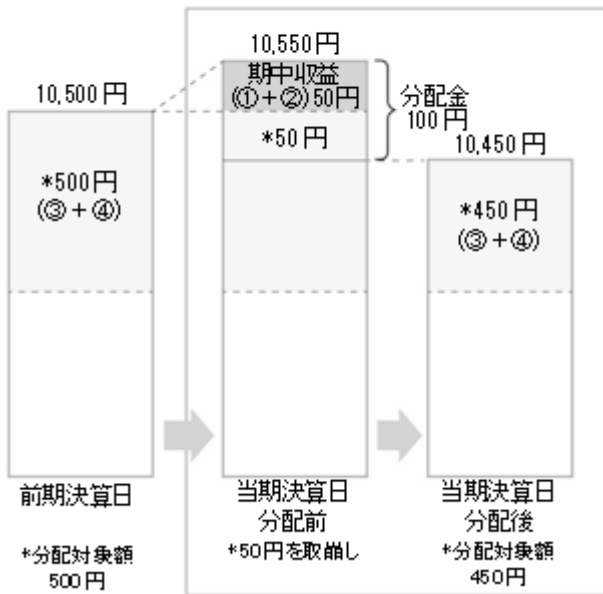 10,500円
*500円
(③+④)
前期決算日
*分配対象額
500円
10,550円
期中収益
(①+②)50円
*50円
分配金
100円
当期決算日
分配前
*50円を取崩し
10,450円
*450円
(③+④)
当期決算日
分配後
*分配対象額
450円